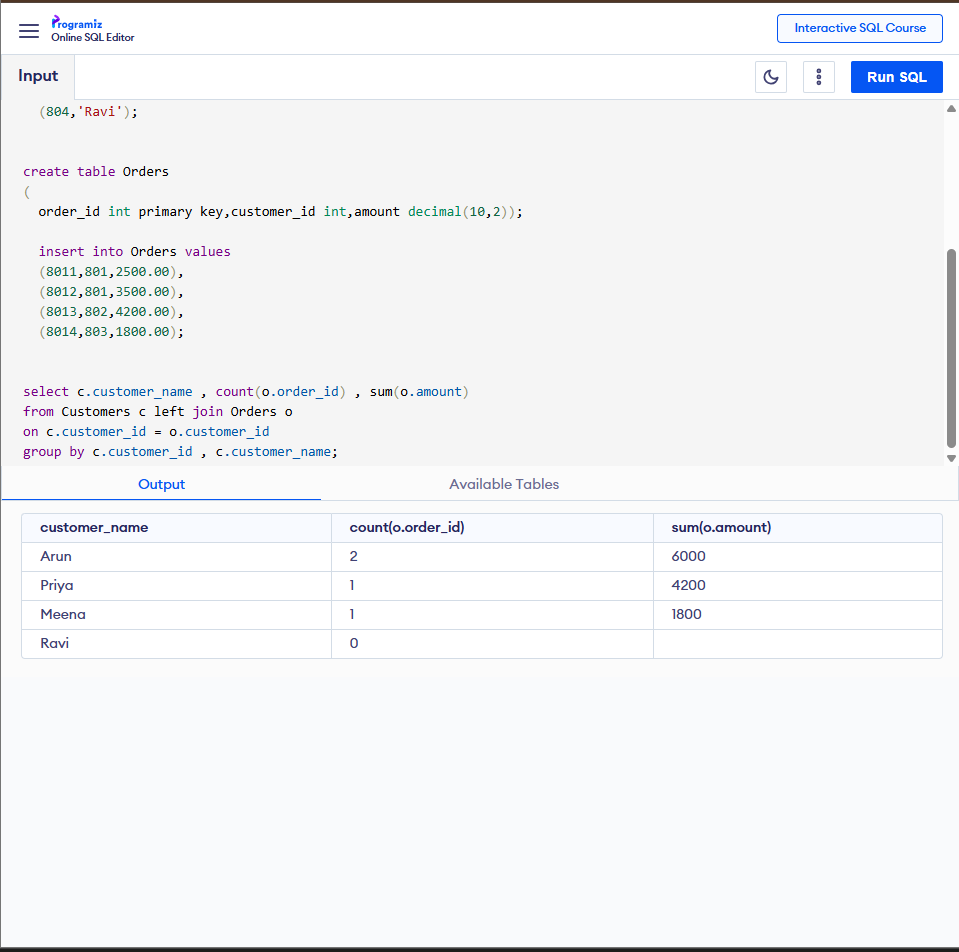 Programiz
Online SQL Editor
Interactive SQL Course
Input
Run SQL
(804,'Ravi');
create table Orders
(
order_id int primary key,customer_id int,amount decimal(10,2));
insert into Orders values
(8011,801,2500.00),
(8012,801,3500.00),
(8013,802,4200.00),
(8014,803,1800.00);
select c.customer_name , count(o.order_id) , sum(o.amount)
from Customers c left join Orders o
on c.customer_id = o.customer_id
group by c.customer_id , c.customer_name;
Output Available Tables
customer_name count(o.order_id) sum(o.amount)
Arun 2 6000
Priya 1 4200
Meena 1 1800
Ravi 0